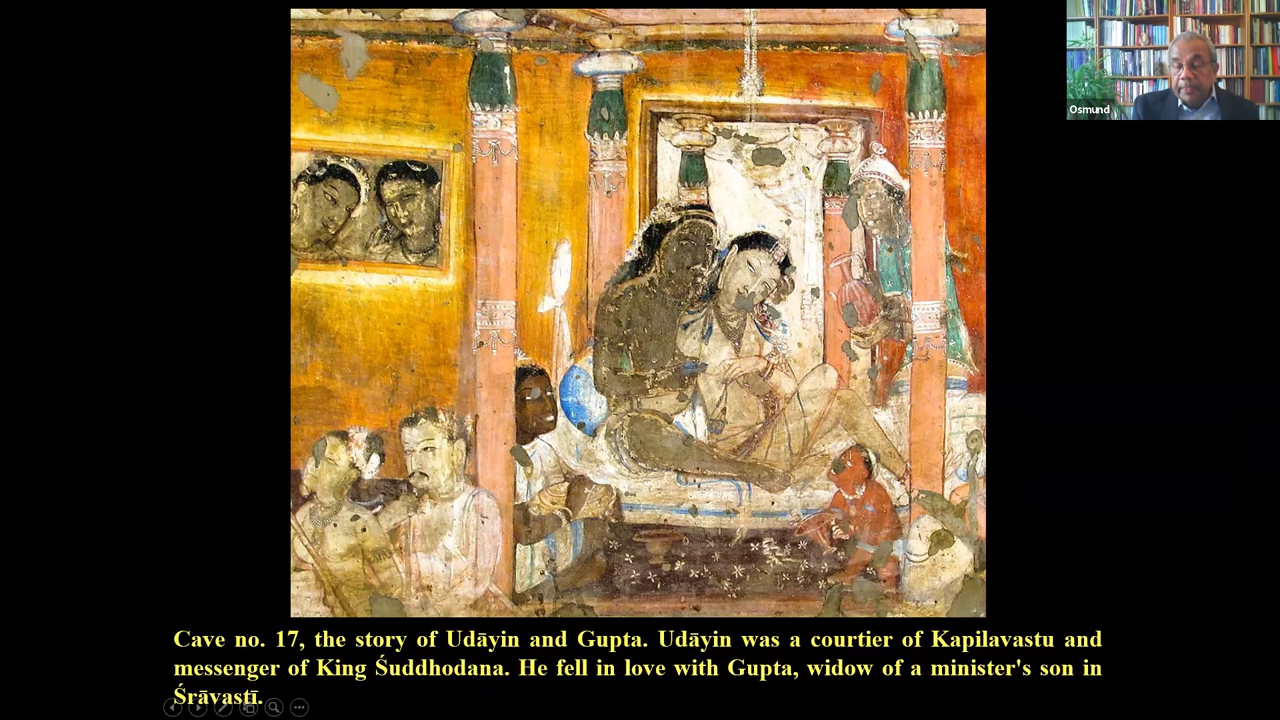 Osmund
Cave no. 17, the story of Udāyin and Gupta. Udāyin was a courtier of Kapilavastu and
messenger of King Śuddhodana. He fell in love with Gupta, widow of a minister's son in
Śrāvastī.